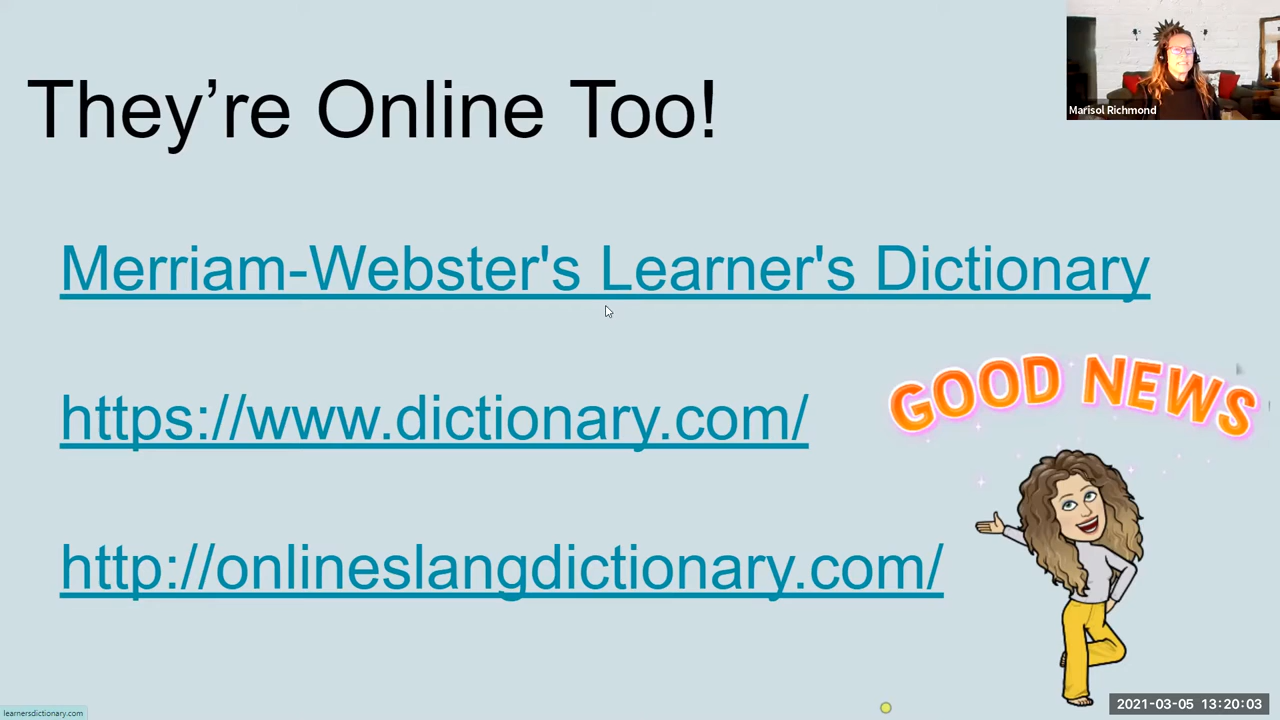 They’re Online Too!
Marisol Richmond
Merriam-Webster's Learner's Dictionary
https://www.dictionary.com/
GOOD NEWS
http://onlineslangdictionary.com/
learnersdictionary.com
2021-03-05 13:20:03